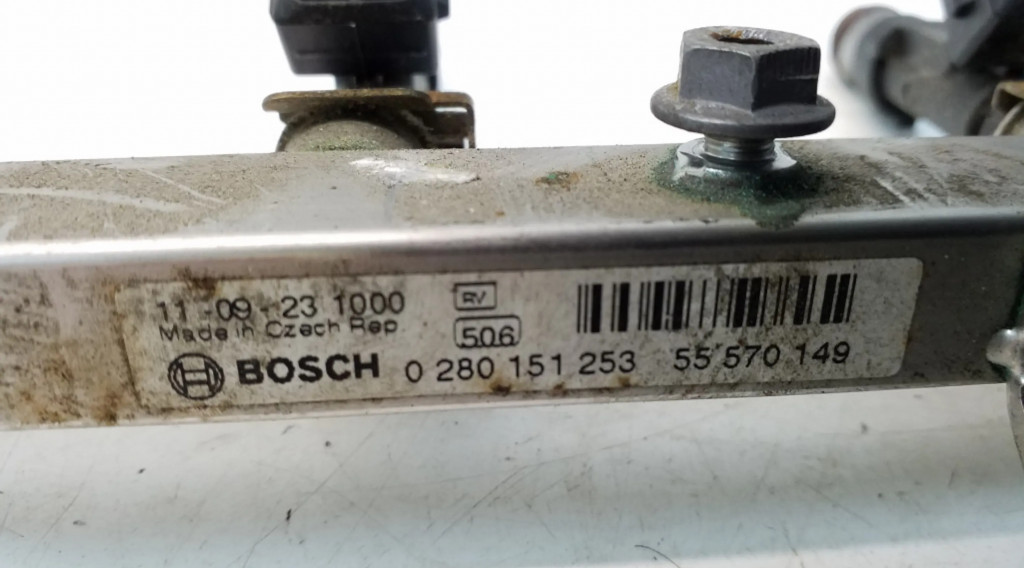 11-09-23 1000
RV
Made in Czech Rep
506
BOSCH 0 280 151 253 55 570 149